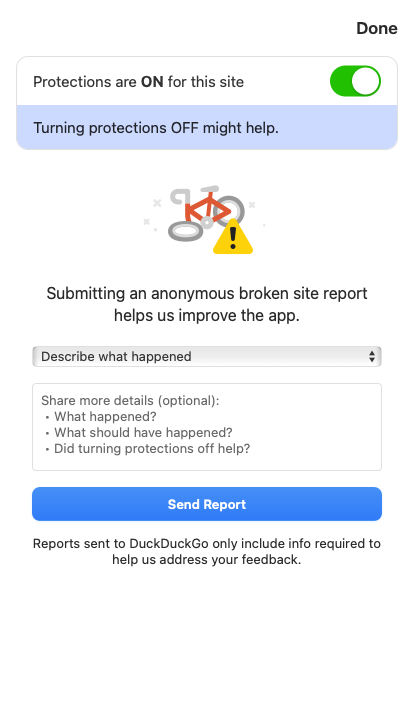 Done
Protections are ON for this site
Turning protections OFF might help.
Submitting an anonymous broken site report
helps us improve the app.
Describe what happened
Share more details (optional):
• What happened?
• What should have happened?
• Did turning protections off help?
Send Report
Reports sent to DuckDuckGo only include info required to
help us address your feedback.